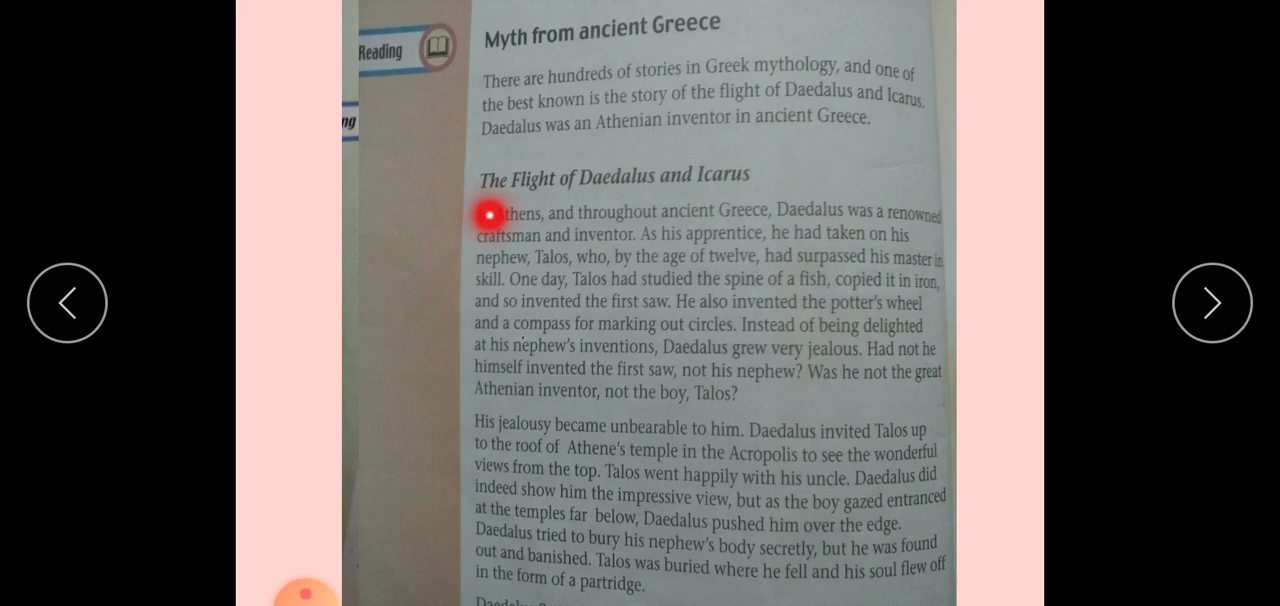 Reading
ng
Myth from ancient Greece
There are hundreds of stories in Greek mythology, and one of
the best known is the story of the flight of Daedalus and Icarus.
Daedalus was an Athenian inventor in ancient Greece.
The Flight of Daedalus and Icarus
thens, and throughout ancient Greece, Daedalus was a renowned
craftsman and inventor. As his apprentice, he had taken on his
nephew, Talos, who, by the age of twelve, had surpassed his master in
skill. One day, Talos had studied the spine of a fish, copied it in iron,
and so invented the first saw. He also invented the potter's wheel
and a compass for marking out circles. Instead of being delighted
at his nephew's inventions, Daedalus grew very jealous. Had not he
himself invented the first saw, not his nephew? Was he not the great
Athenian inventor, not the boy, Talos?
His jealousy became unbearable to him. Daedalus invited Talos up
to the roof of Athene's temple in the Acropolis to see the wonderful
views from the top. Talos went happily with his uncle. Daedalus did
indeed show him the impressive view, but as the boy gazed entranced
at the temples far below, Daedalus pushed him over the edge.
Daedalus tried to bury his nephew's body secretly, but he was found
out and banished. Talos was buried where he fell and his soul flew off
in the form of a partridge.